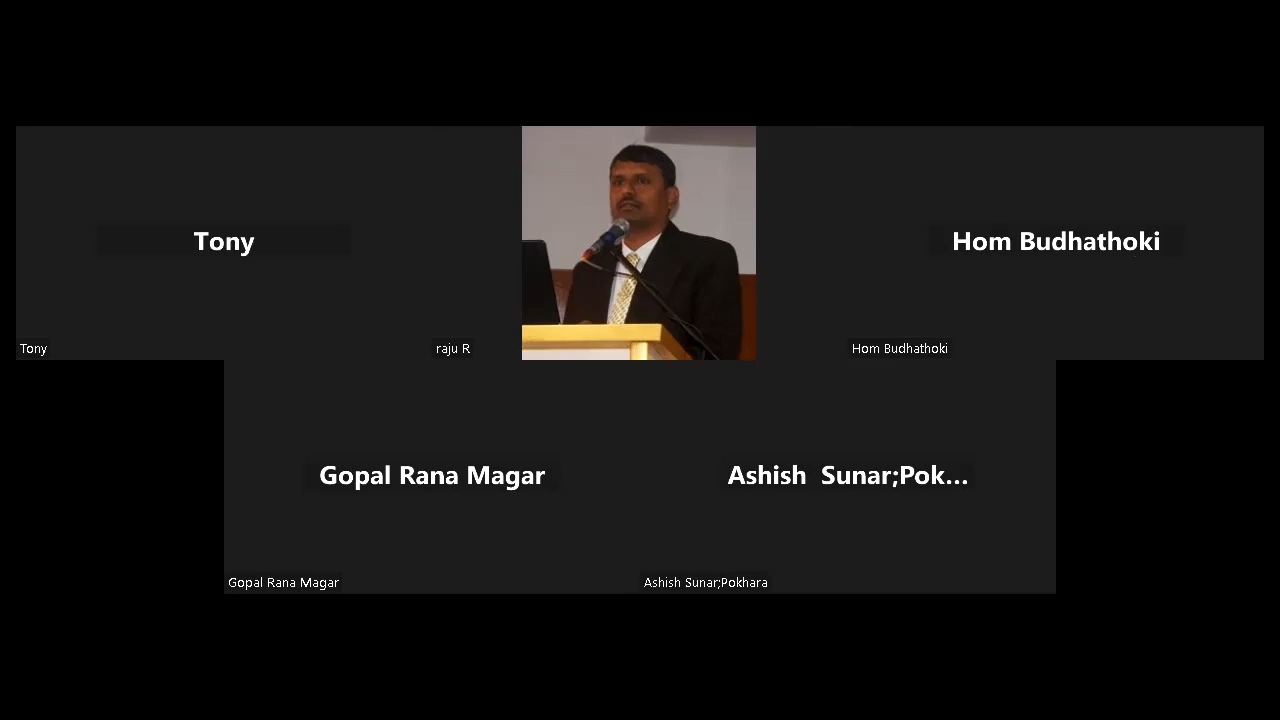 Tony
Hom Budhathoki
Tony
raju R
Hom Budhathoki
Gopal Rana Magar
Ashish  Sunar;Pok...
Gopal Rana Magar
Ashish Sunar;Pokhara